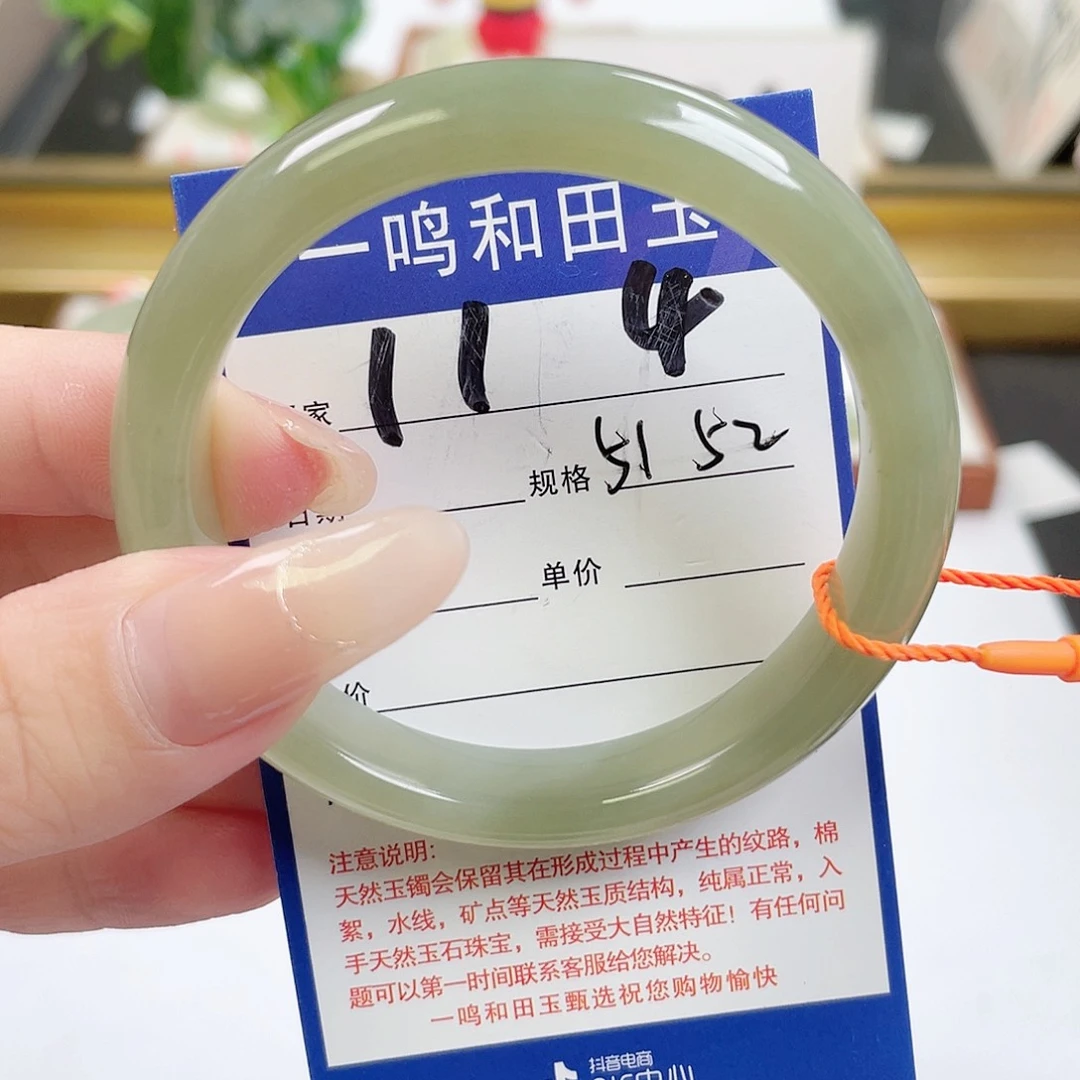 一鸣和田玉
11 4
家
规格 51 52
日期
单价
价
注意说明：
天然玉镯会保留其在形成过程中产生的纹路，棉
絮，水线，矿点等天然玉质结构，纯属正常，入
手天然玉石珠宝，需接受大自然特征！有任何问
题可以第一时间联系客服给您解决。
一鸣和田玉甄选祝您购物愉快
抖音电商